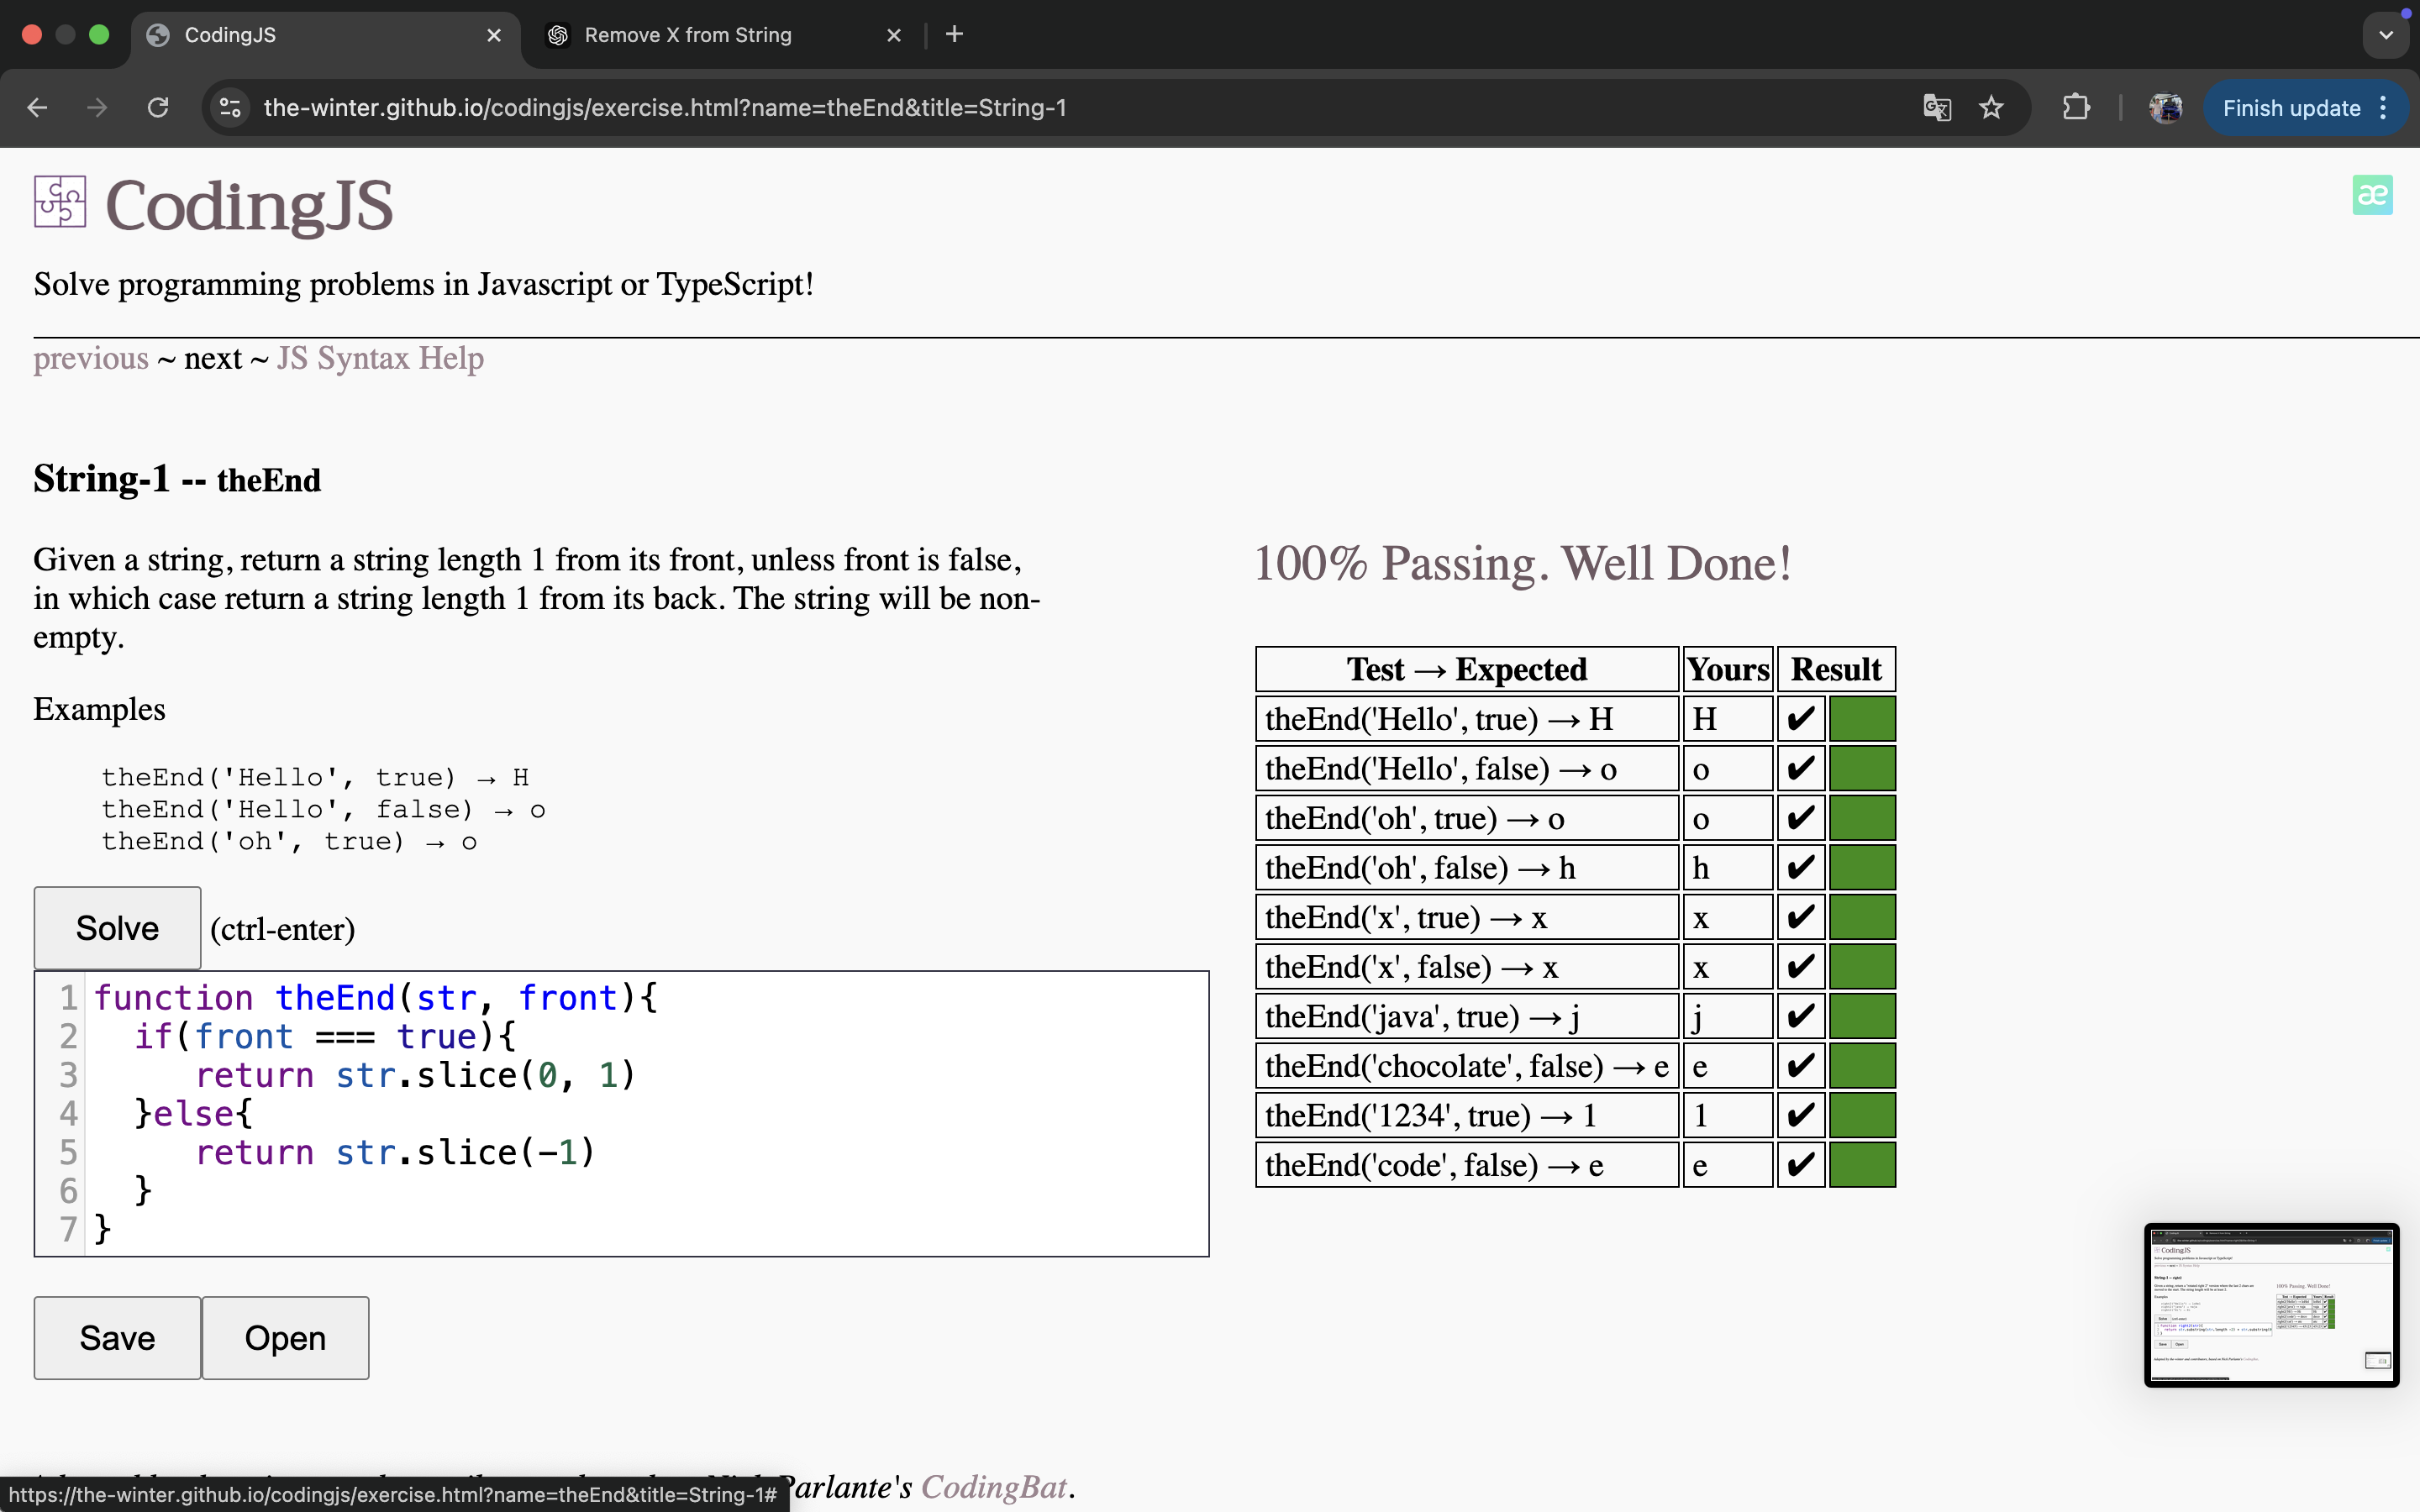 CodingJS
Remove X from String
the-winter.github.io/codingjs/exercise.html?name=theEnd&title=String-1
Finish update
CodingJS
æ
Solve programming problems in Javascript or TypeScript!
previous ~ next ~ JS Syntax Help
String-1 -- theEnd
Given a string, return a string length 1 from its front, unless front is false,
in which case return a string length 1 from its back. The string will be non-
empty.
Examples
theEnd('Hello', true) → H
theEnd('Hello', false) → o
theEnd('oh', true) → o
Solve (ctrl-enter)
1 function theEnd(str, front){
2 if(front === true){
3 return str.slice(0, 1)
4 }else{
5 return str.slice(-1)
6 }
7 }
Save Open
100% Passing. Well Done!
Test → Expected Yours Result
theEnd('Hello', true) → H H ✔
theEnd('Hello', false) → o o ✔
theEnd('oh', true) → o o ✔
theEnd('oh', false) → h h ✔
theEnd('x', true) → x x ✔
theEnd('x', false) → x x ✔
theEnd('java', true) → j j ✔
theEnd('chocolate', false) → e e ✔
theEnd('1234', true) → 1 1 ✔
theEnd('code', false) → e e ✔
CodingJS
100% Passing. Well Done!
Parlante's CodingBat.
https://the-winter.github.io/codingjs/exercise.html?name=theEnd&title=String-1#